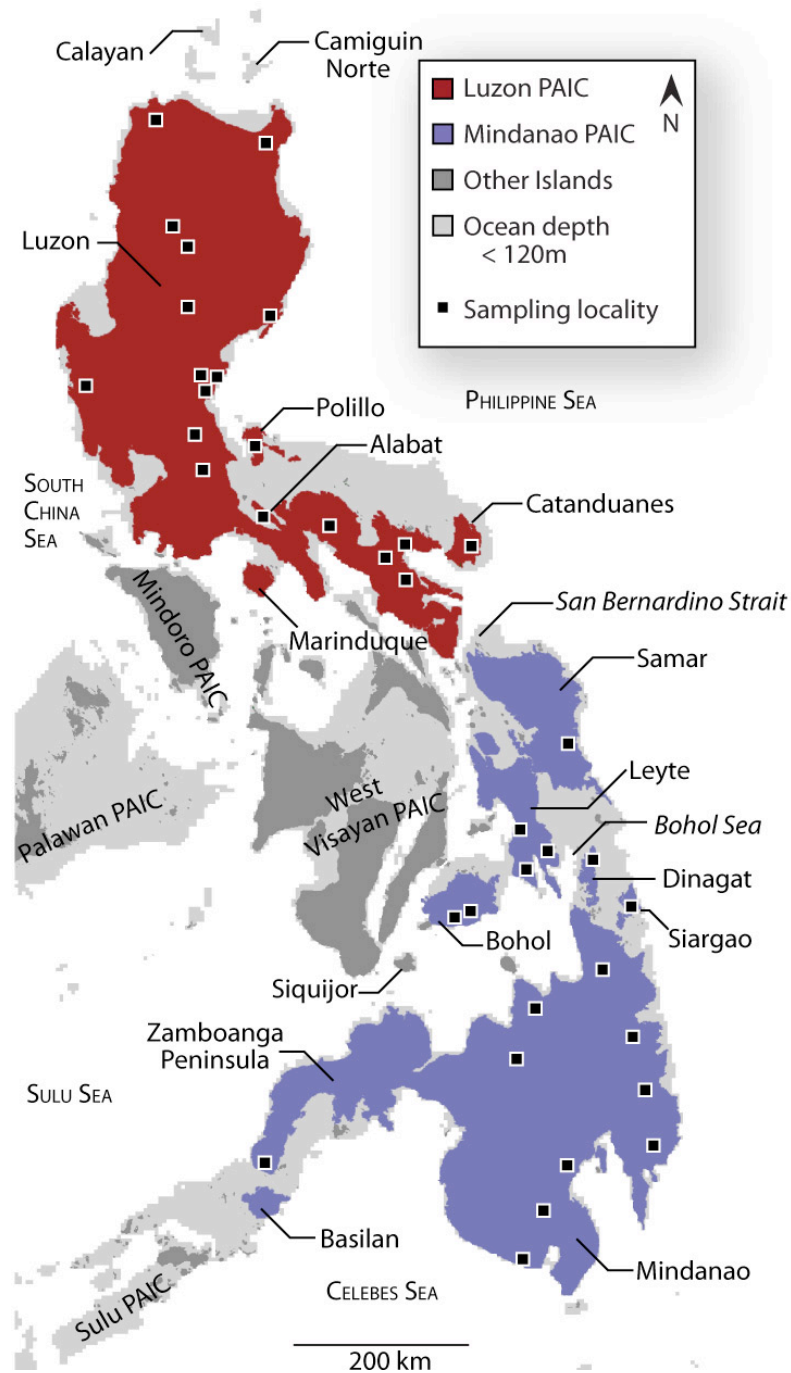 Calayan
Camiguin
Norte
Luzon PAIC
Mindanao PAIC
Other Islands
Ocean depth
< 120m
Sampling locality
N
Luzon
Polillo
Alabat
PHILIPPINE SEA
SOUTH
CHINA
SEA
Catanduanes
Mindoro PAIC
Marinduque
San Bernardino Strait
Samar
Palawan PAIC
West
Visayan PAIC
Leyte
Bohol Sea
Dinagat
Siargao
Bohol
Siquijor
Zamboanga
Peninsula
SULU SEA
Basilan
Mindanao
Sulu PAIC
CELEBES SEA
200 km